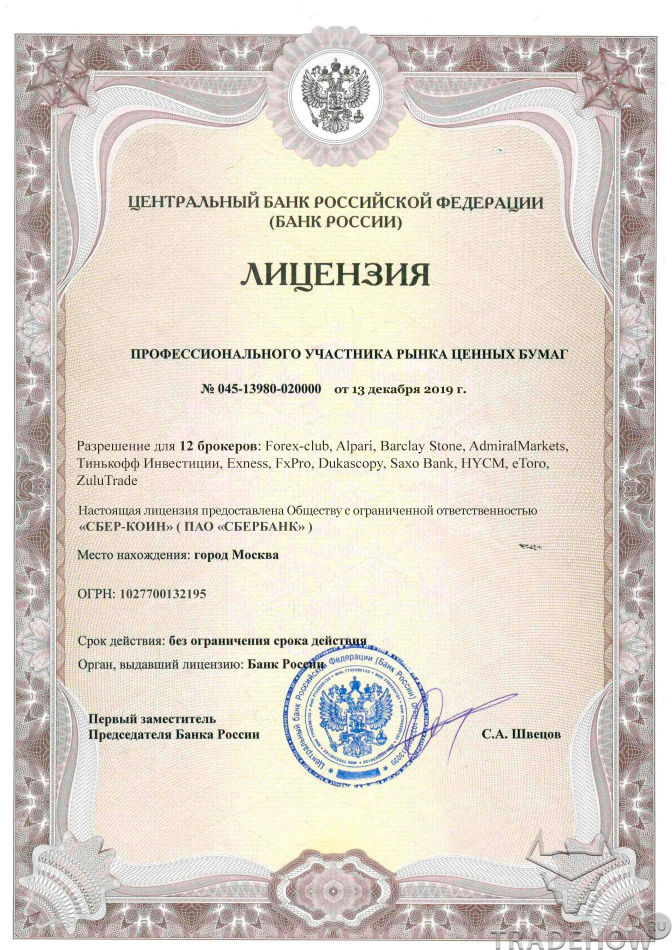 ЦЕНТРАЛЬНЫЙ БАНК РОССИЙСКОЙ ФЕДЕРАЦИИ
(БАНК РОССИИ)
ЛИЦЕНЗИЯ
ПРОФЕССИОНАЛЬНОГО УЧАСТНИКА РЫНКА ЦЕННЫХ БУМАГ
№ 045-13980-020000 от 13 декабря 2019 г.
Разрешение для 12 брокеров: Forex-club, Alpari, Barclay Stone, AdmiralMarkets,
Тинькофф Инвестиции, Exness, FxPro, Dukascopy, Saxo Bank, HYCM, eToro,
ZuluTrade
Настоящая лицензия предоставлена Обществу с ограниченной ответственностью
«СБЕР-КОИН» ( ПАО «СБЕРБАНК» )
Место нахождения: город Москва
ОГРН: 1027700132195
Срок действия: без ограничения срока действия
Орган, выдавший лицензию: Банк России
Центральный банк Российской Федерации (Банк России)
Первый заместитель
Председателя Банка России
С.А. Швецов
TRADEHOW